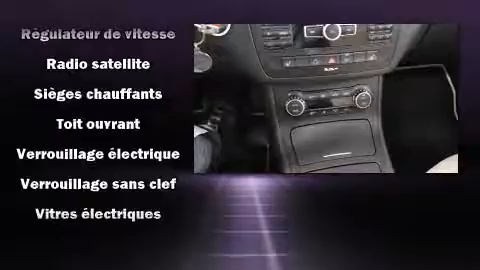 Régulateur de vitesse
Radio satellite
Sièges chauffants
Toit ouvrant
Verrouillage électrique
Verrouillage sans clef
Vitres électriques